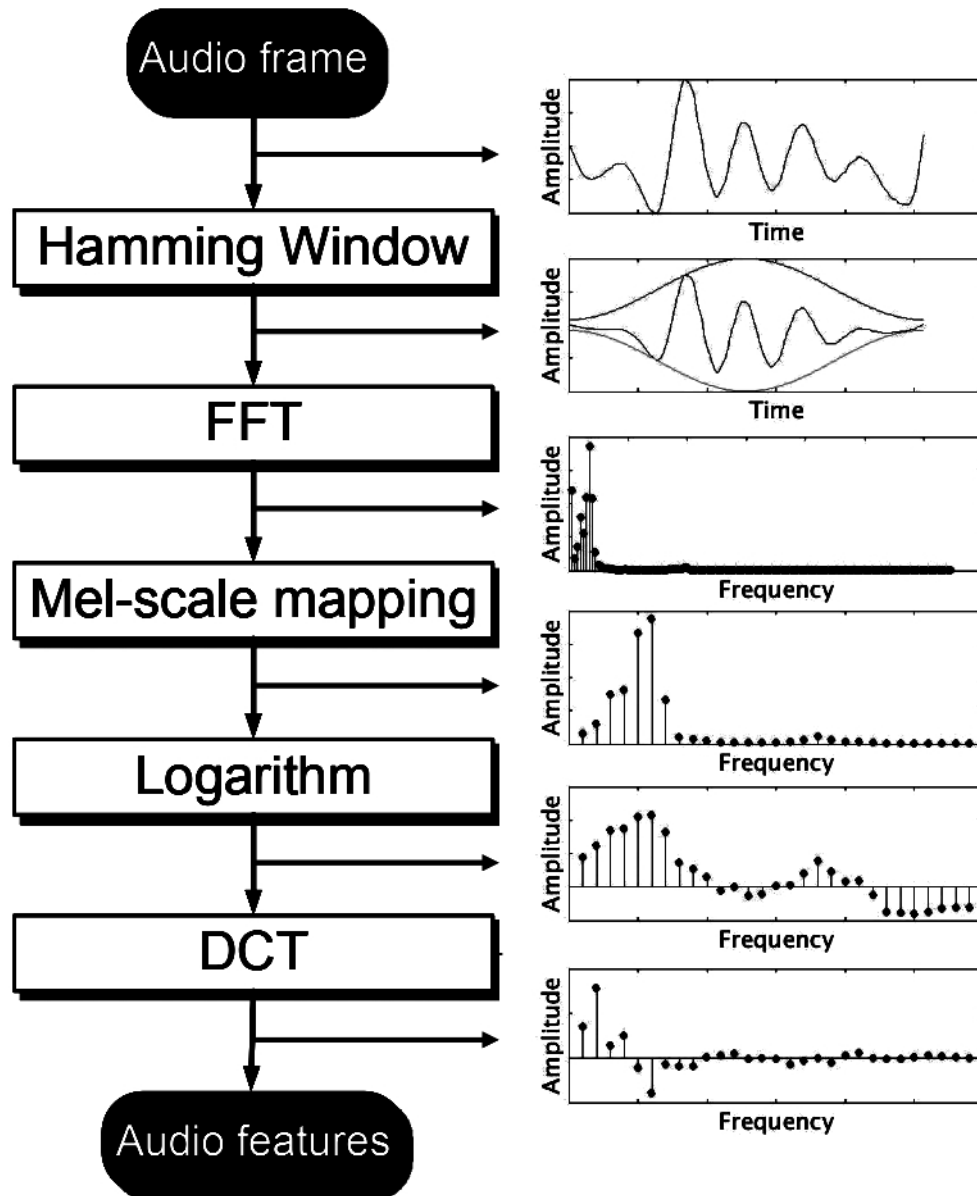 Audio frame
Amplitude
Time
Hamming Window
Amplitude
Time
FFT
Amplitude
Frequency
Mel-scale mapping
Amplitude
Frequency
Logarithm
Amplitude
Frequency
DCT
Amplitude
Frequency
Audio features